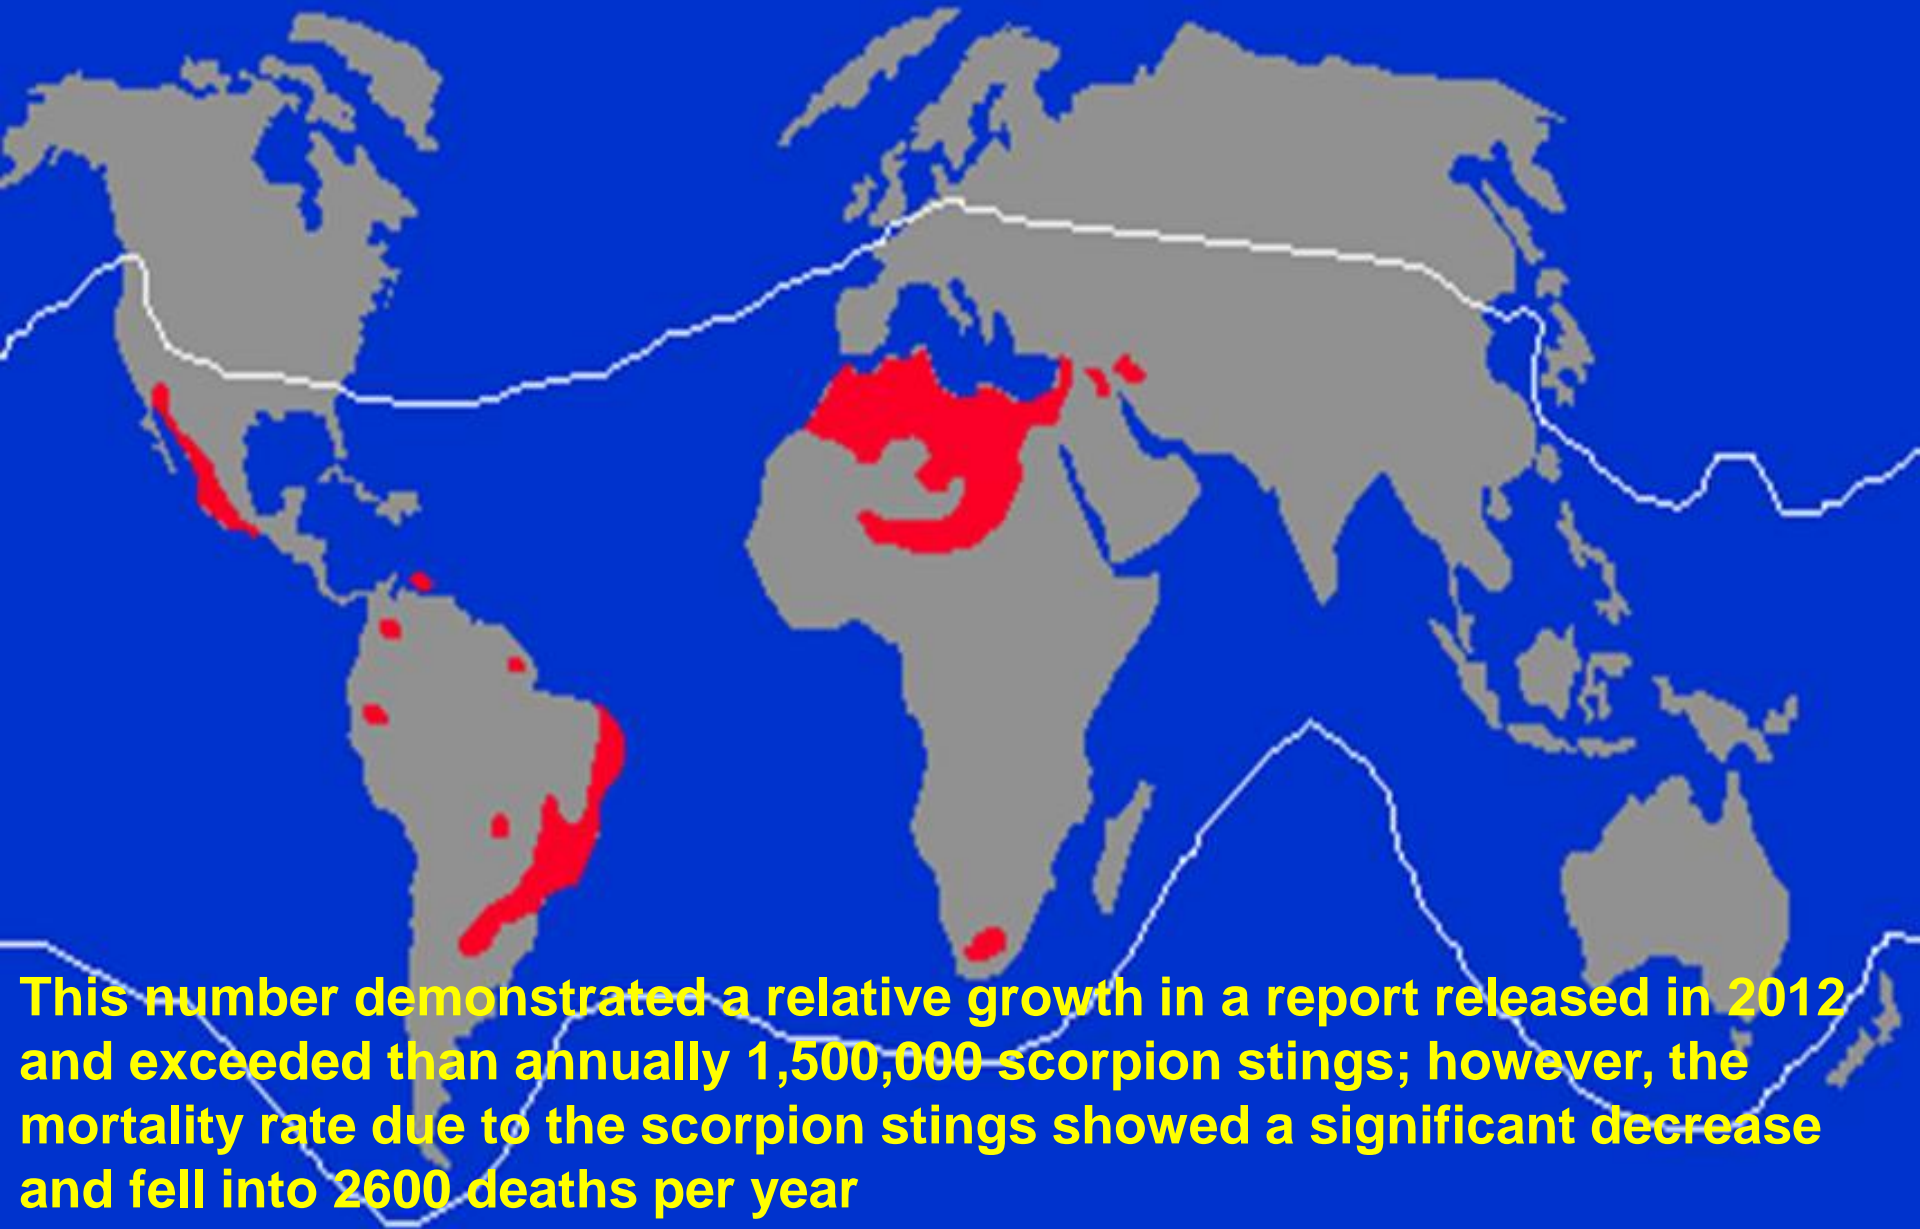 This number demonstrated a relative growth in a report released in 2012
and exceeded than annually 1,500,000 scorpion stings; however, the
mortality rate due to the scorpion stings showed a significant decrease
and fell into 2600 deaths per year